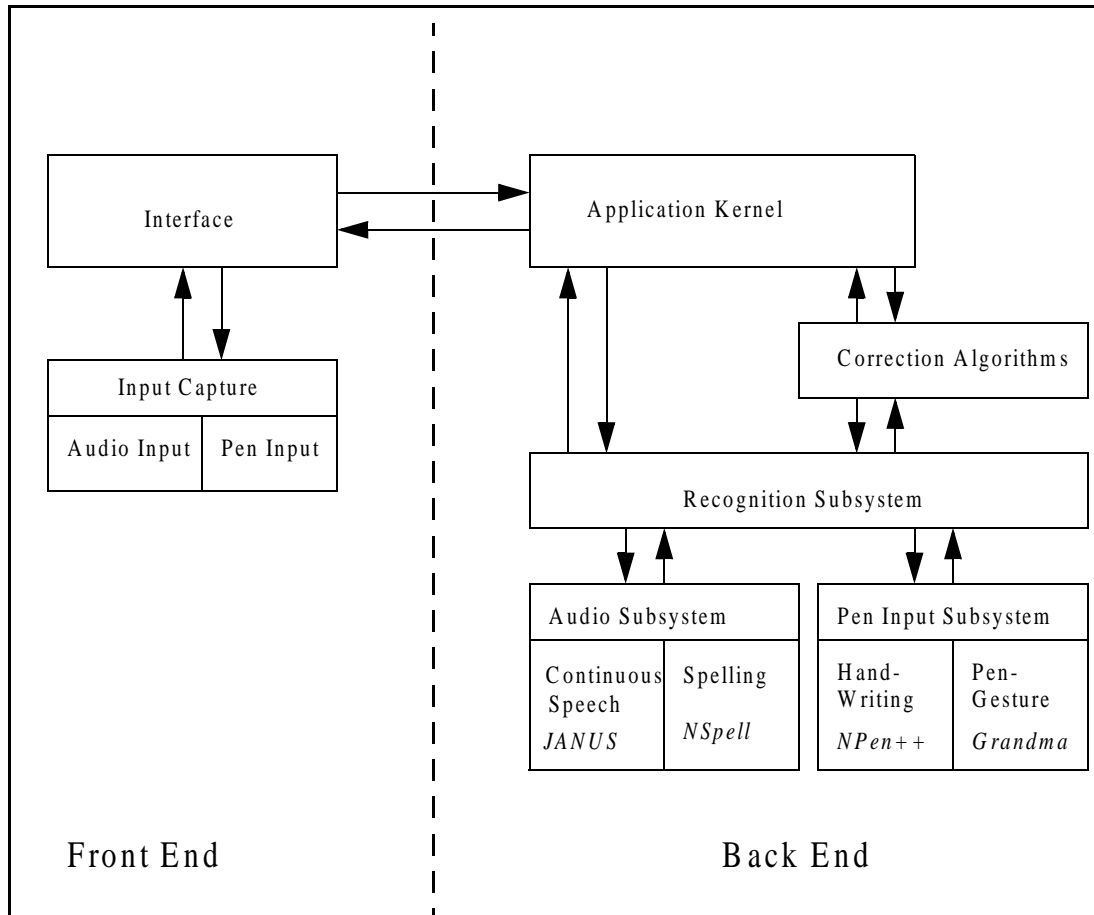 Interface
Application Kernel
Correction Algorithms
Input Capture
Audio Input
Pen Input
Recognition Subsystem
Audio Subsystem
Continuous
Speech
JANUS
Spelling
NSpell
Pen Input Subsystem
Hand-
Writing
NPen++
Pen-
Gesture
Grandma
Front End
Back End